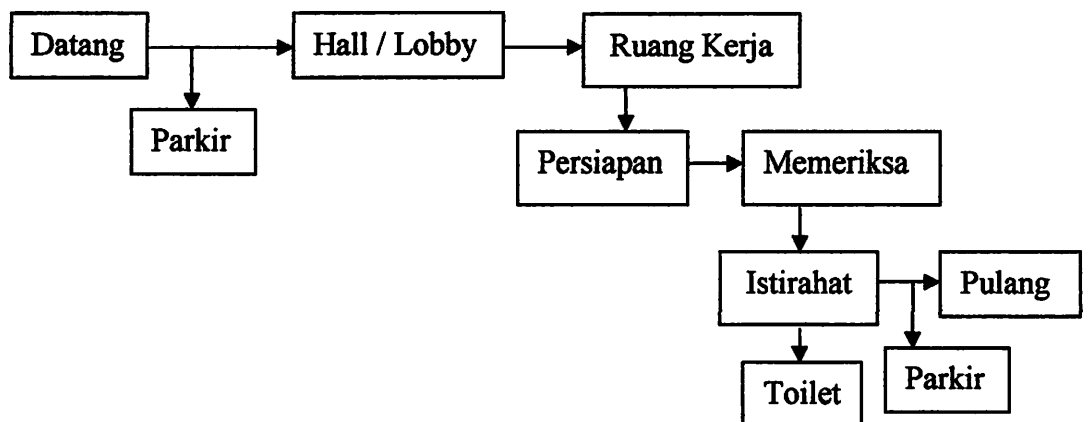 Datang
Hall / Lobby
Ruang Kerja
Parkir
Persiapan
Memeriksa
Istirahat
Pulang
Toilet
Parkir